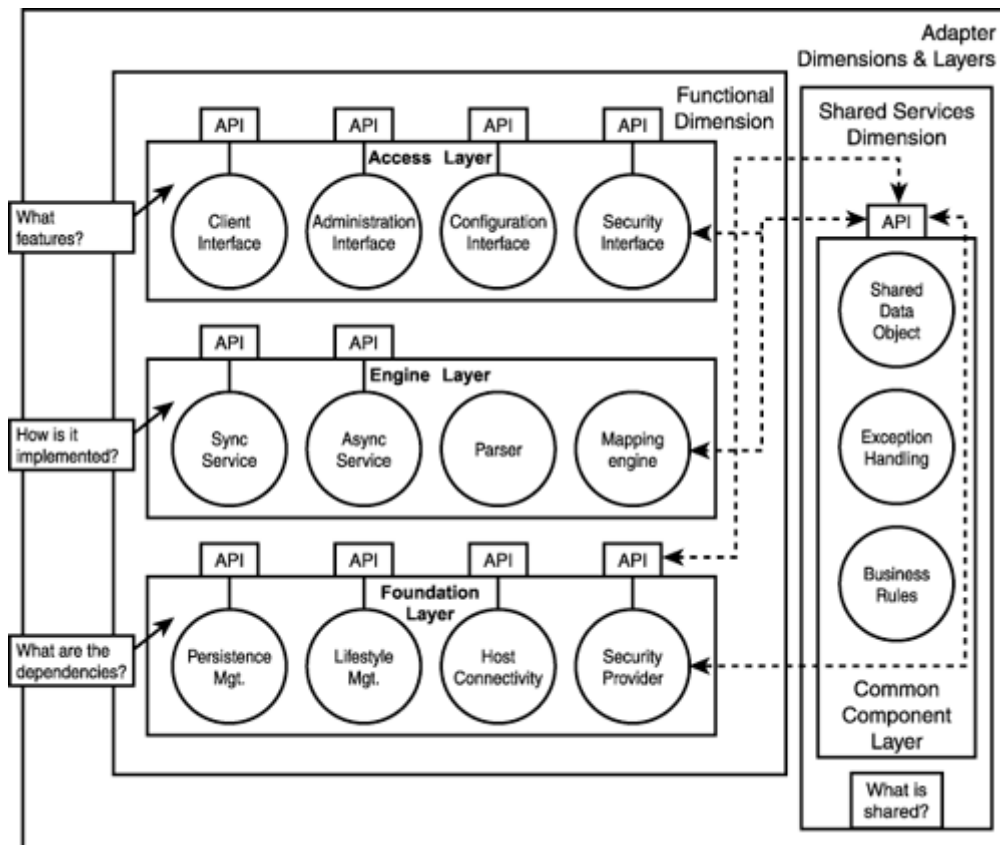 Adapter
Dimensions & Layers
Functional
Dimension
Shared Services
Dimension
API
API
API
API
Access Layer
What
features?
Client
Interface
Administration
Interface
Configuration
Interface
Security
Interface
API
Shared
Data
Object
API
API
Engine Layer
How is it
implemented?
Sync
Service
Async
Service
Parser
Mapping
engine
Exception
Handling
API
API
API
API
Foundation
Layer
Business
Rules
What are the
dependencies?
Persistence
Mgt.
Lifestyle
Mgt.
Host
Connectivity
Security
Provider
Common
Component
Layer
What is
shared?